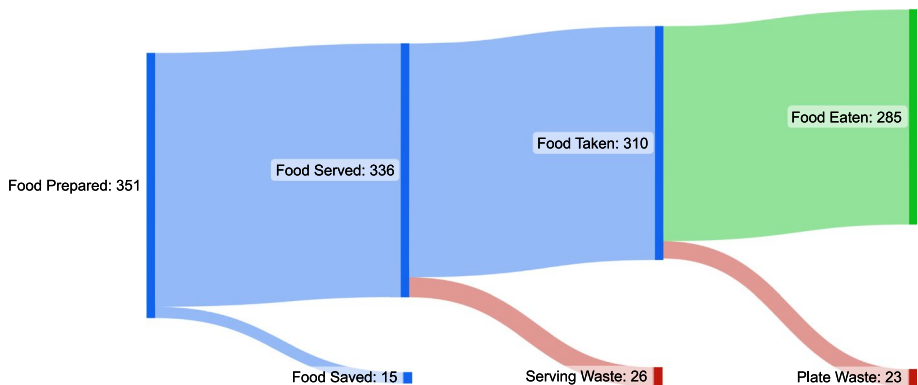 Food Prepared: 351
Food Served: 336
Food Taken: 310
Food Eaten: 285
Food Saved: 15
Serving Waste: 26
Plate Waste: 23